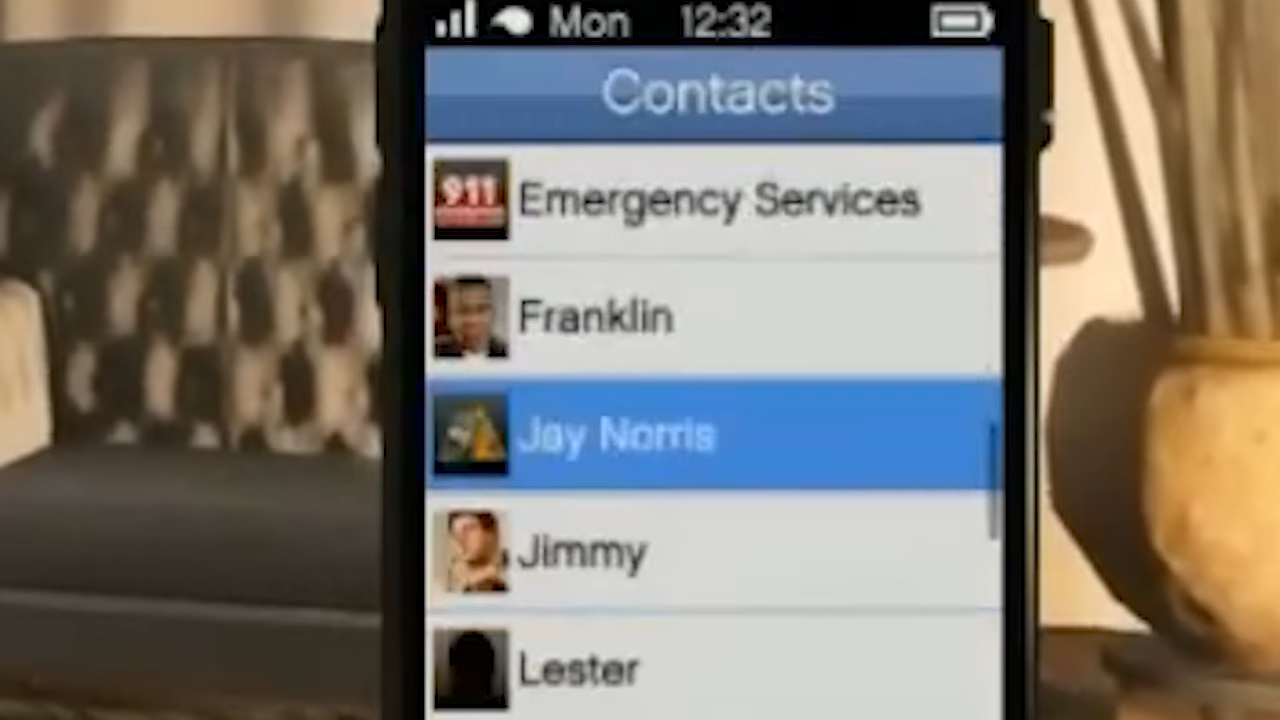 Mon 12:32
Contacts
911
Emergency Services
Franklin
Jay Norris
Jimmy
Lester